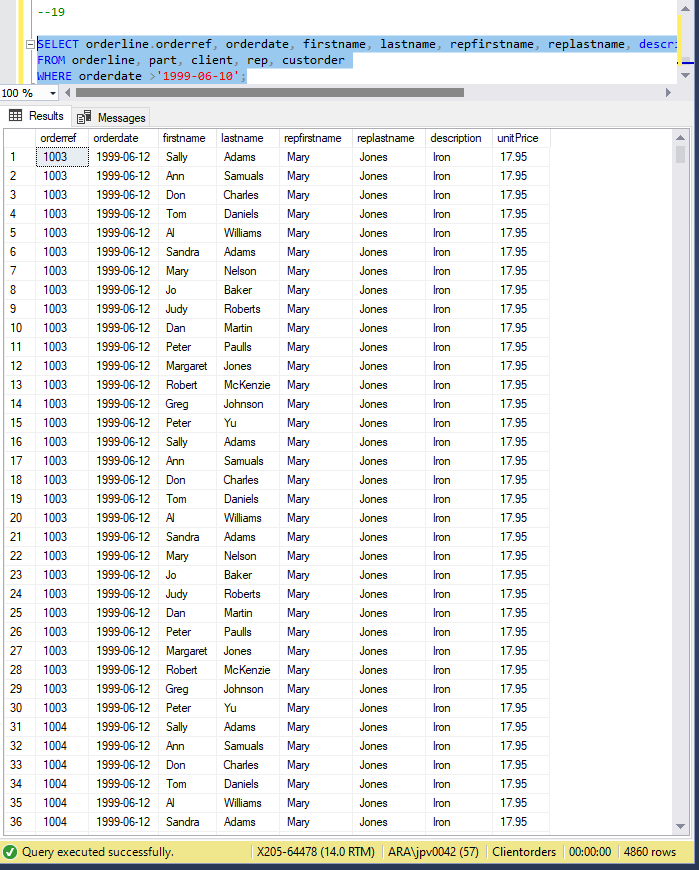 --19
SELECT orderline.orderref, orderdate, firstname, lastname, repfirstname, replastname, descri
FROM orderline, part, client, rep, custorder
WHERE orderdate >'1999-06-10';
100 %
Results Messages
orderref orderdate firstname lastname repfirstname replastname description unitPrice
1 1003 1999-06-12 Sally Adams Mary Jones Iron 17.95
2 1003 1999-06-12 Ann Samuals Mary Jones Iron 17.95
3 1003 1999-06-12 Don Charles Mary Jones Iron 17.95
4 1003 1999-06-12 Tom Daniels Mary Jones Iron 17.95
5 1003 1999-06-12 Al Williams Mary Jones Iron 17.95
6 1003 1999-06-12 Sandra Adams Mary Jones Iron 17.95
7 1003 1999-06-12 Mary Nelson Mary Jones Iron 17.95
8 1003 1999-06-12 Jo Baker Mary Jones Iron 17.95
9 1003 1999-06-12 Judy Roberts Mary Jones Iron 17.95
10 1003 1999-06-12 Dan Martin Mary Jones Iron 17.95
11 1003 1999-06-12 Peter Paulls Mary Jones Iron 17.95
12 1003 1999-06-12 Margaret Jones Mary Jones Iron 17.95
13 1003 1999-06-12 Robert McKenzie Mary Jones Iron 17.95
14 1003 1999-06-12 Greg Johnson Mary Jones Iron 17.95
15 1003 1999-06-12 Peter Yu Mary Jones Iron 17.95
16 1003 1999-06-12 Sally Adams Mary Jones Iron 17.95
17 1003 1999-06-12 Ann Samuals Mary Jones Iron 17.95
18 1003 1999-06-12 Don Charles Mary Jones Iron 17.95
19 1003 1999-06-12 Tom Daniels Mary Jones Iron 17.95
20 1003 1999-06-12 Al Williams Mary Jones Iron 17.95
21 1003 1999-06-12 Sandra Adams Mary Jones Iron 17.95
22 1003 1999-06-12 Mary Nelson Mary Jones Iron 17.95
23 1003 1999-06-12 Jo Baker Mary Jones Iron 17.95
24 1003 1999-06-12 Judy Roberts Mary Jones Iron 17.95
25 1003 1999-06-12 Dan Martin Mary Jones Iron 17.95
26 1003 1999-06-12 Peter Paulls Mary Jones Iron 17.95
27 1003 1999-06-12 Margaret Jones Mary Jones Iron 17.95
28 1003 1999-06-12 Robert McKenzie Mary Jones Iron 17.95
29 1003 1999-06-12 Greg Johnson Mary Jones Iron 17.95
30 1003 1999-06-12 Peter Yu Mary Jones Iron 17.95
31 1004 1999-06-12 Sally Adams Mary Jones Iron 17.95
32 1004 1999-06-12 Ann Samuals Mary Jones Iron 17.95
33 1004 1999-06-12 Don Charles Mary Jones Iron 17.95
34 1004 1999-06-12 Tom Daniels Mary Jones Iron 17.95
35 1004 1999-06-12 Al Williams Mary Jones Iron 17.95
36 1004 1999-06-12 Sandra Adams Mary Jones Iron 17.95
Query executed successfully. X205-64478 (14.0 RTM) ARA\jpv0042 (57) Clientorders 00:00:00 4860 rows